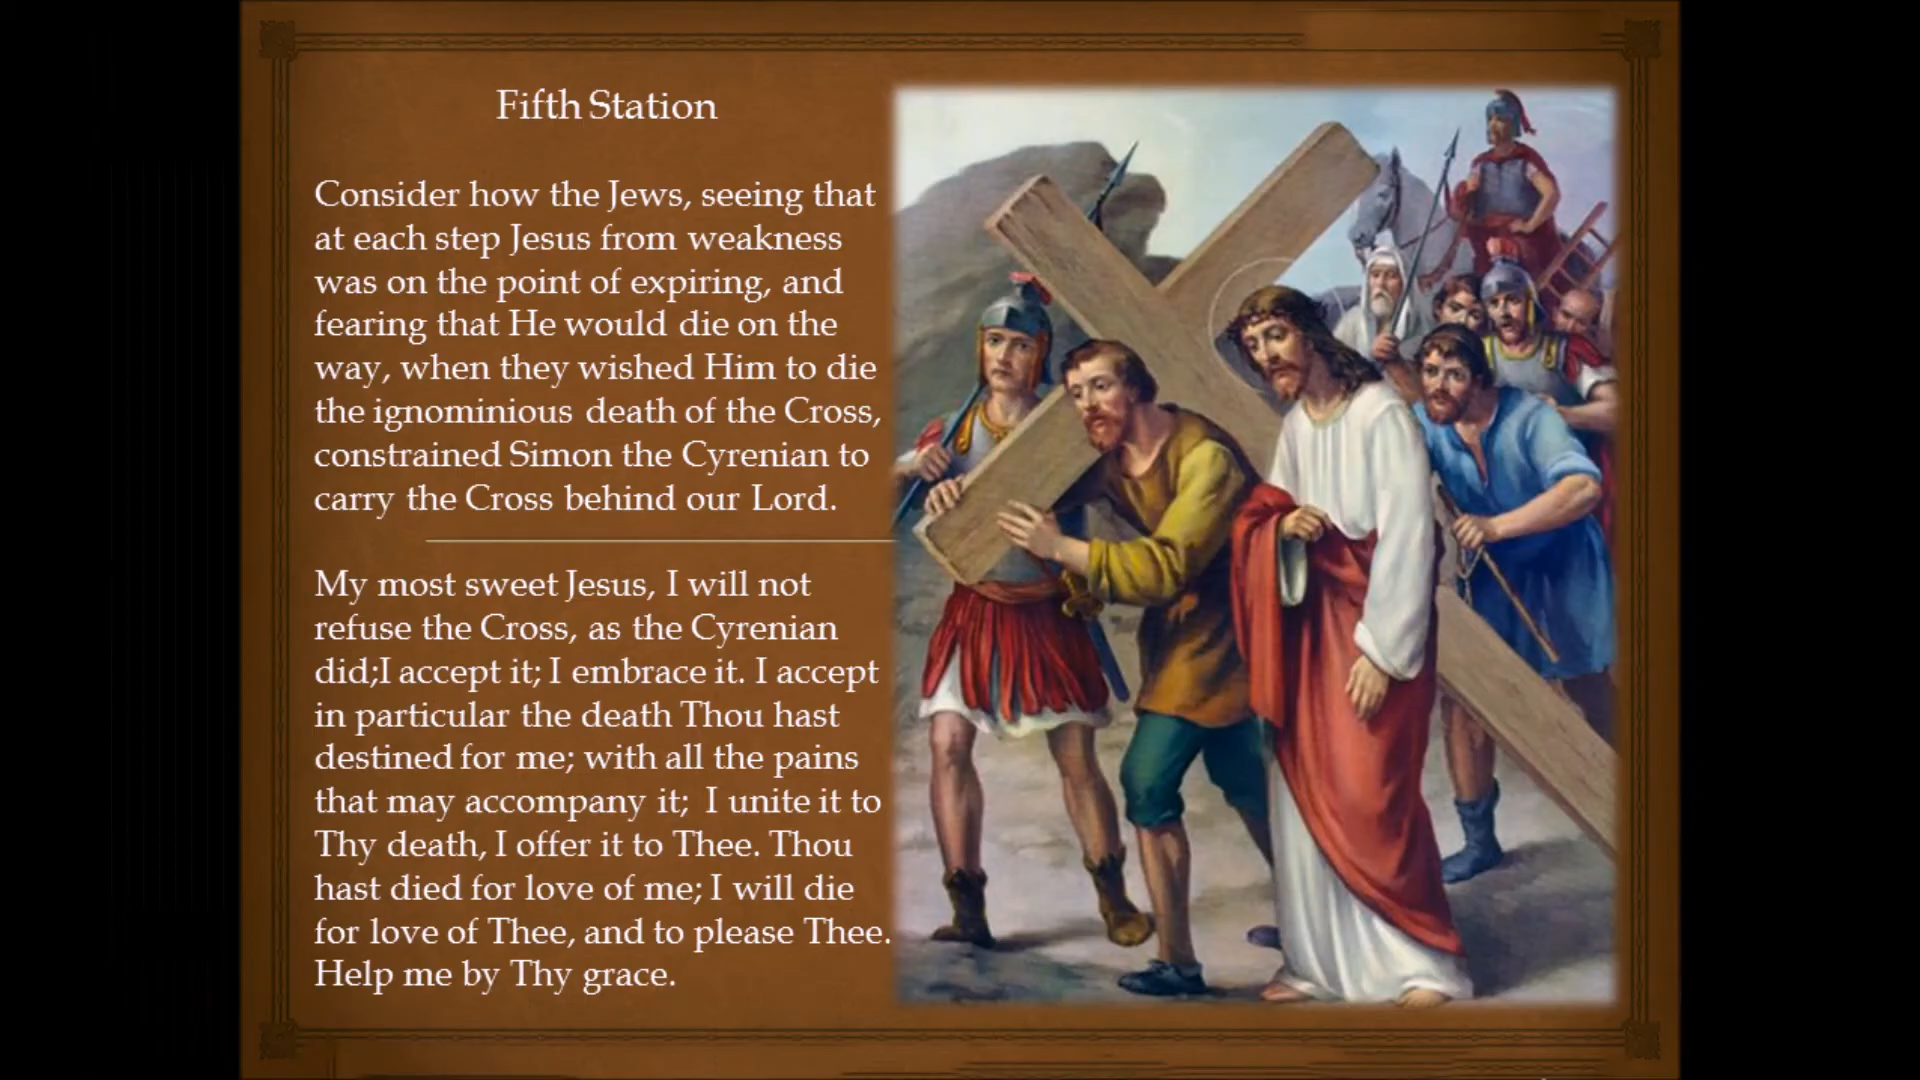 Fifth Station
Consider how the Jews, seeing that
at each step Jesus from weakness
was on the point of expiring, and
fearing that He would die on the
way, when they wished Him to die
the ignominious death of the Cross,
constrained Simon the Cyrenian to
carry the Cross behind our Lord.
My most sweet Jesus, I will not
refuse the Cross, as the Cyrenian
did;I accept it; I embrace it. I accept
in particular the death Thou hast
destined for me; with all the pains
that may accompany it;  I unite it to
Thy death, I offer it to Thee. Thou
hast died for love of me; I will die
for love of Thee, and to please Thee.
Help me by Thy grace.